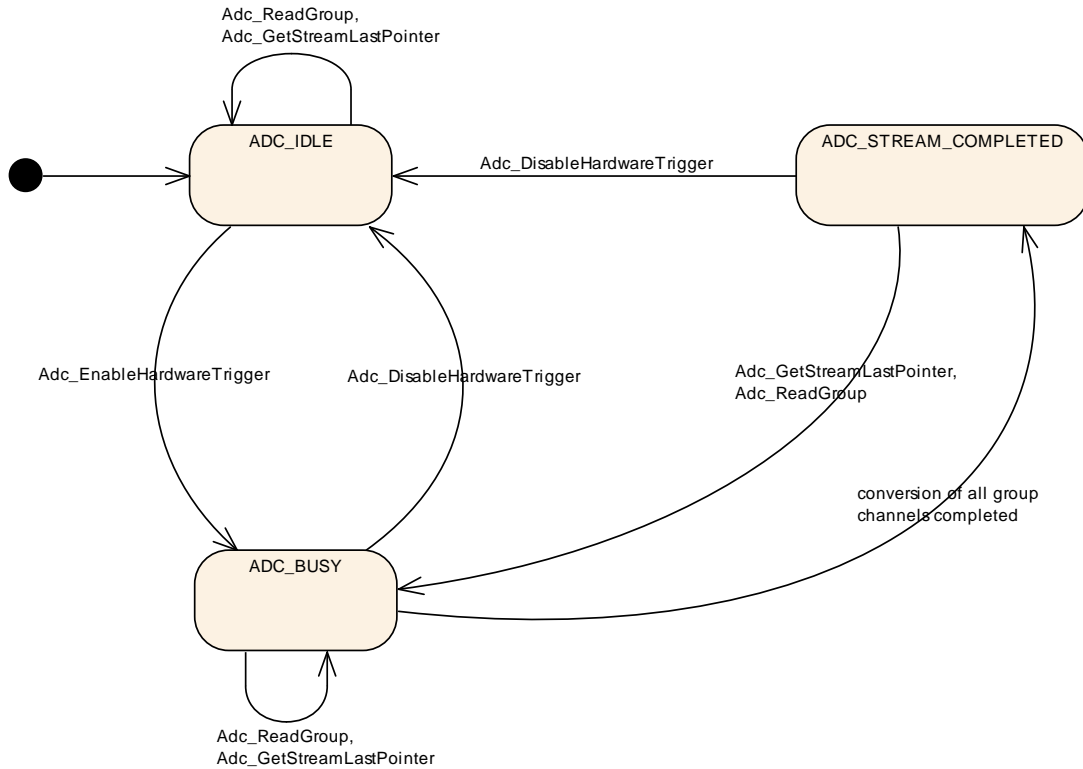 Adc_ReadGroup,
Adc_GetStreamLastPointer
ADC_IDLE
ADC_STREAM_COMPLETED
Adc_DisableHardwareTrigger
Adc_EnableHardwareTrigger
Adc_DisableHardwareTrigger
Adc_GetStreamLastPointer,
Adc_ReadGroup
conversion of all group
channels completed
ADC_BUSY
Adc_ReadGroup,
Adc_GetStreamLastPointer